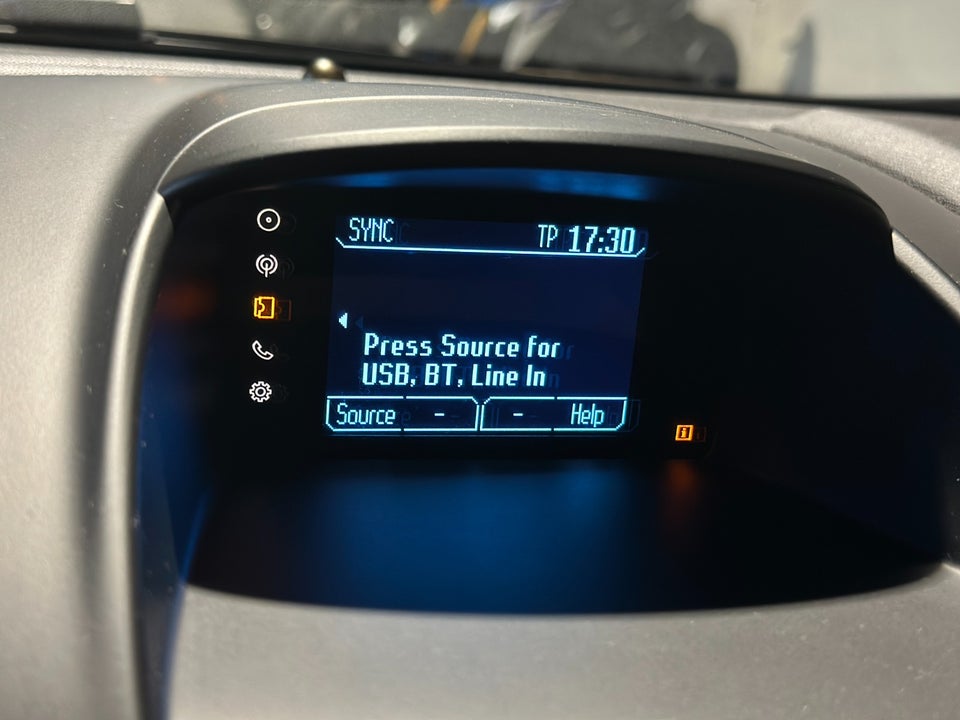 SYNC TP 17:30
Press Source for
USB, BT, Line In
Source - - Help
i